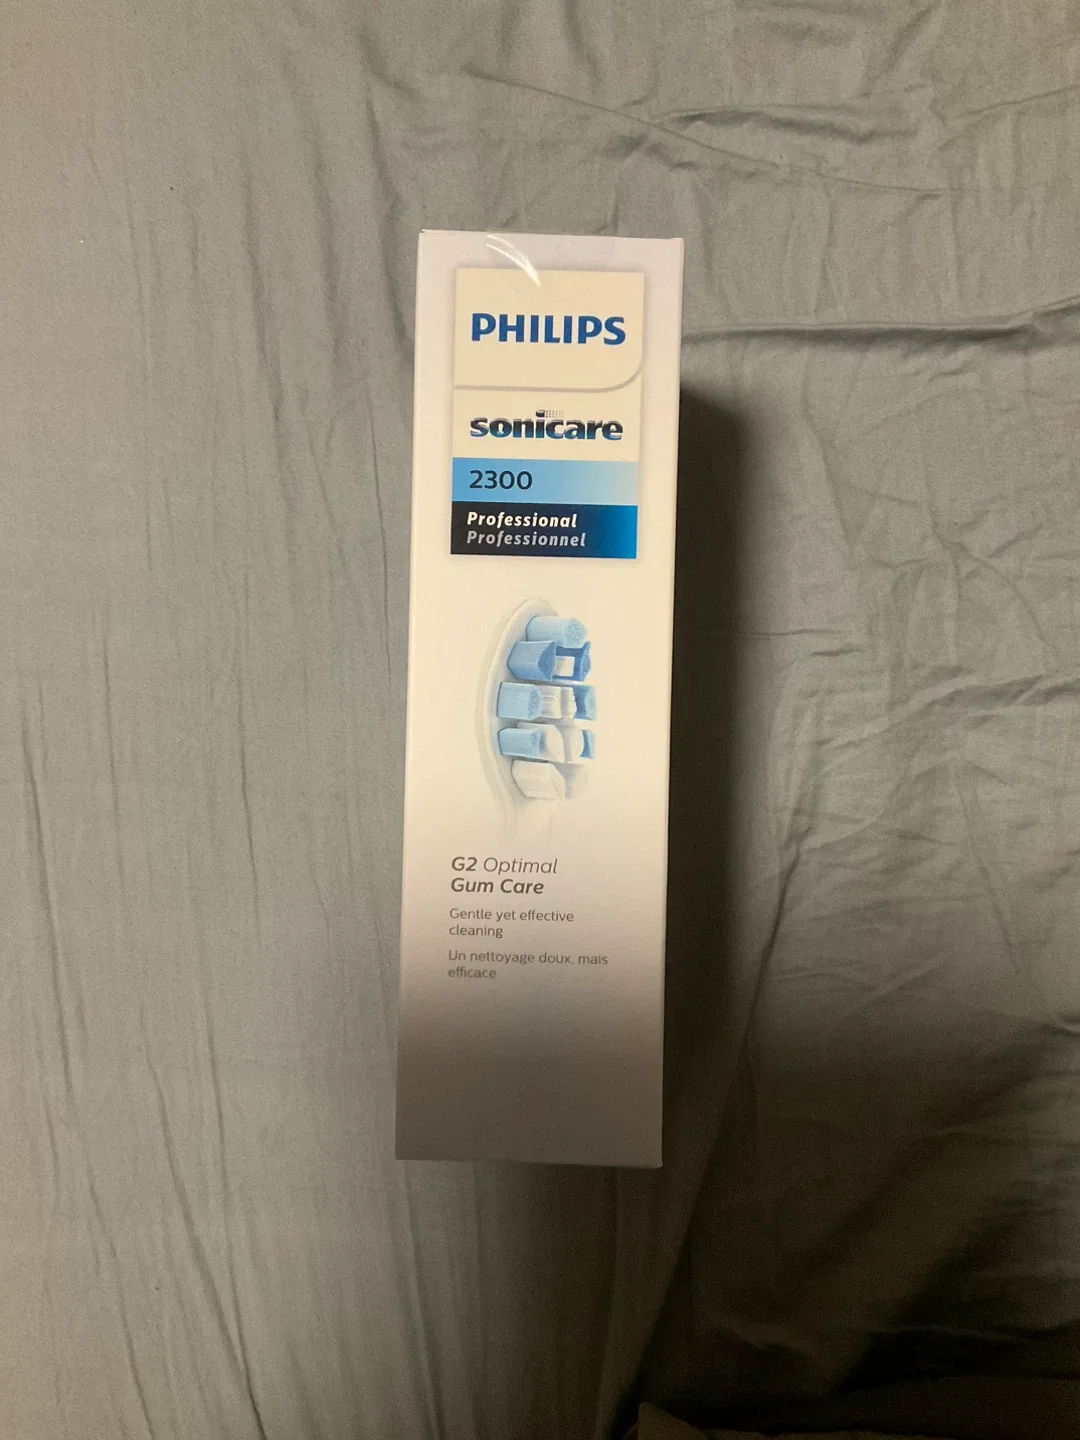 PHILIPS
sonicare
2300
Professional
Professionnel
G2 Optimal
Gum Care
Gentle yet effective
cleaning
Un nettoyage doux, mais
efficace